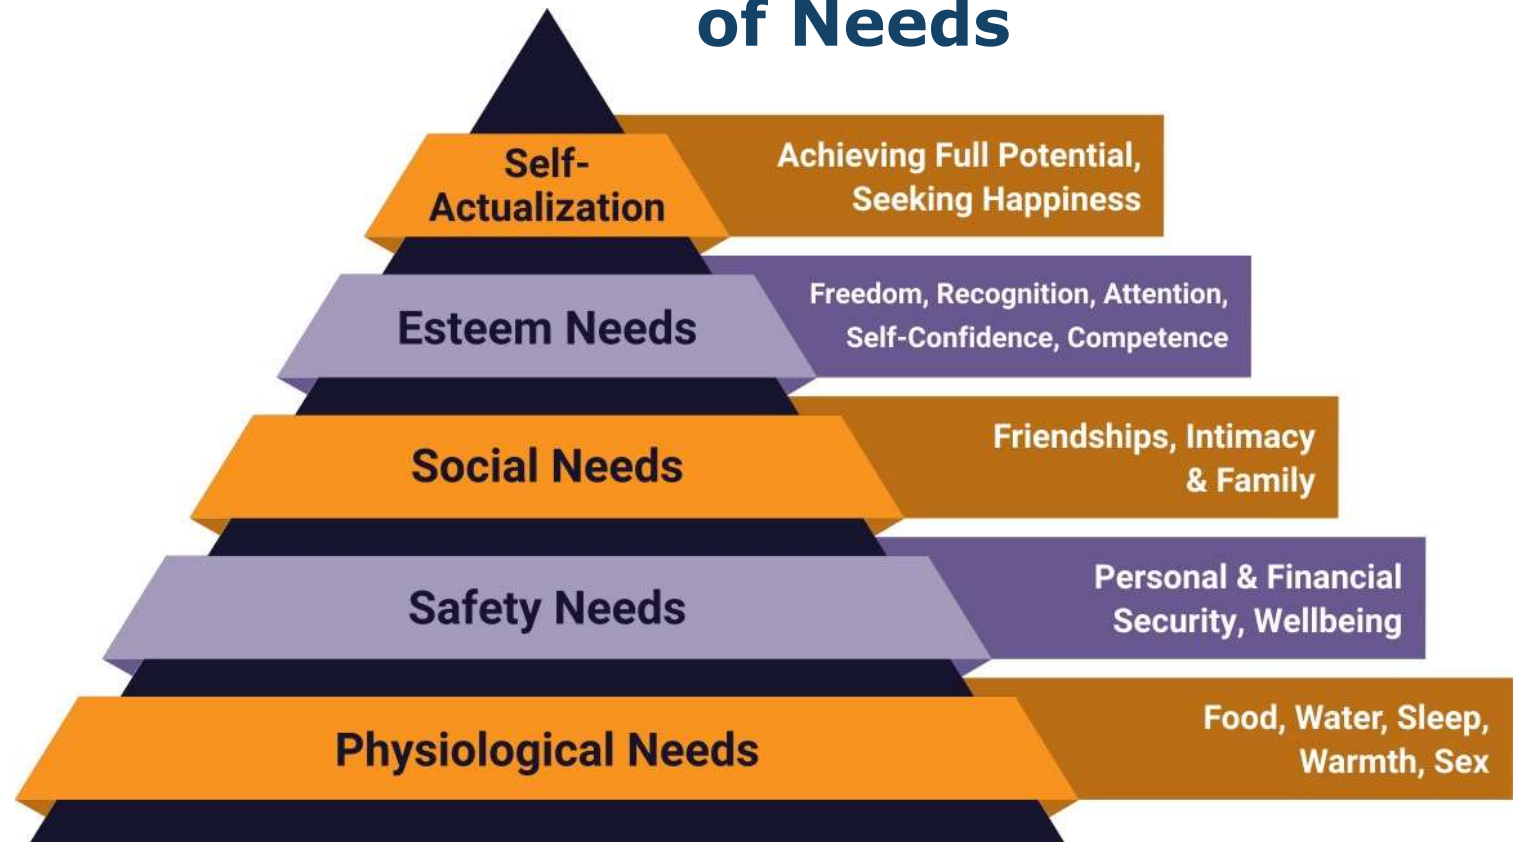 of Needs
Self-
Actualization
Achieving Full Potential,
Seeking Happiness
Esteem Needs
Freedom, Recognition, Attention,
Self-Confidence, Competence
Social Needs
Friendships, Intimacy
& Family
Safety Needs
Personal & Financial
Security, Wellbeing
Physiological Needs
Food, Water, Sleep,
Warmth, Sex